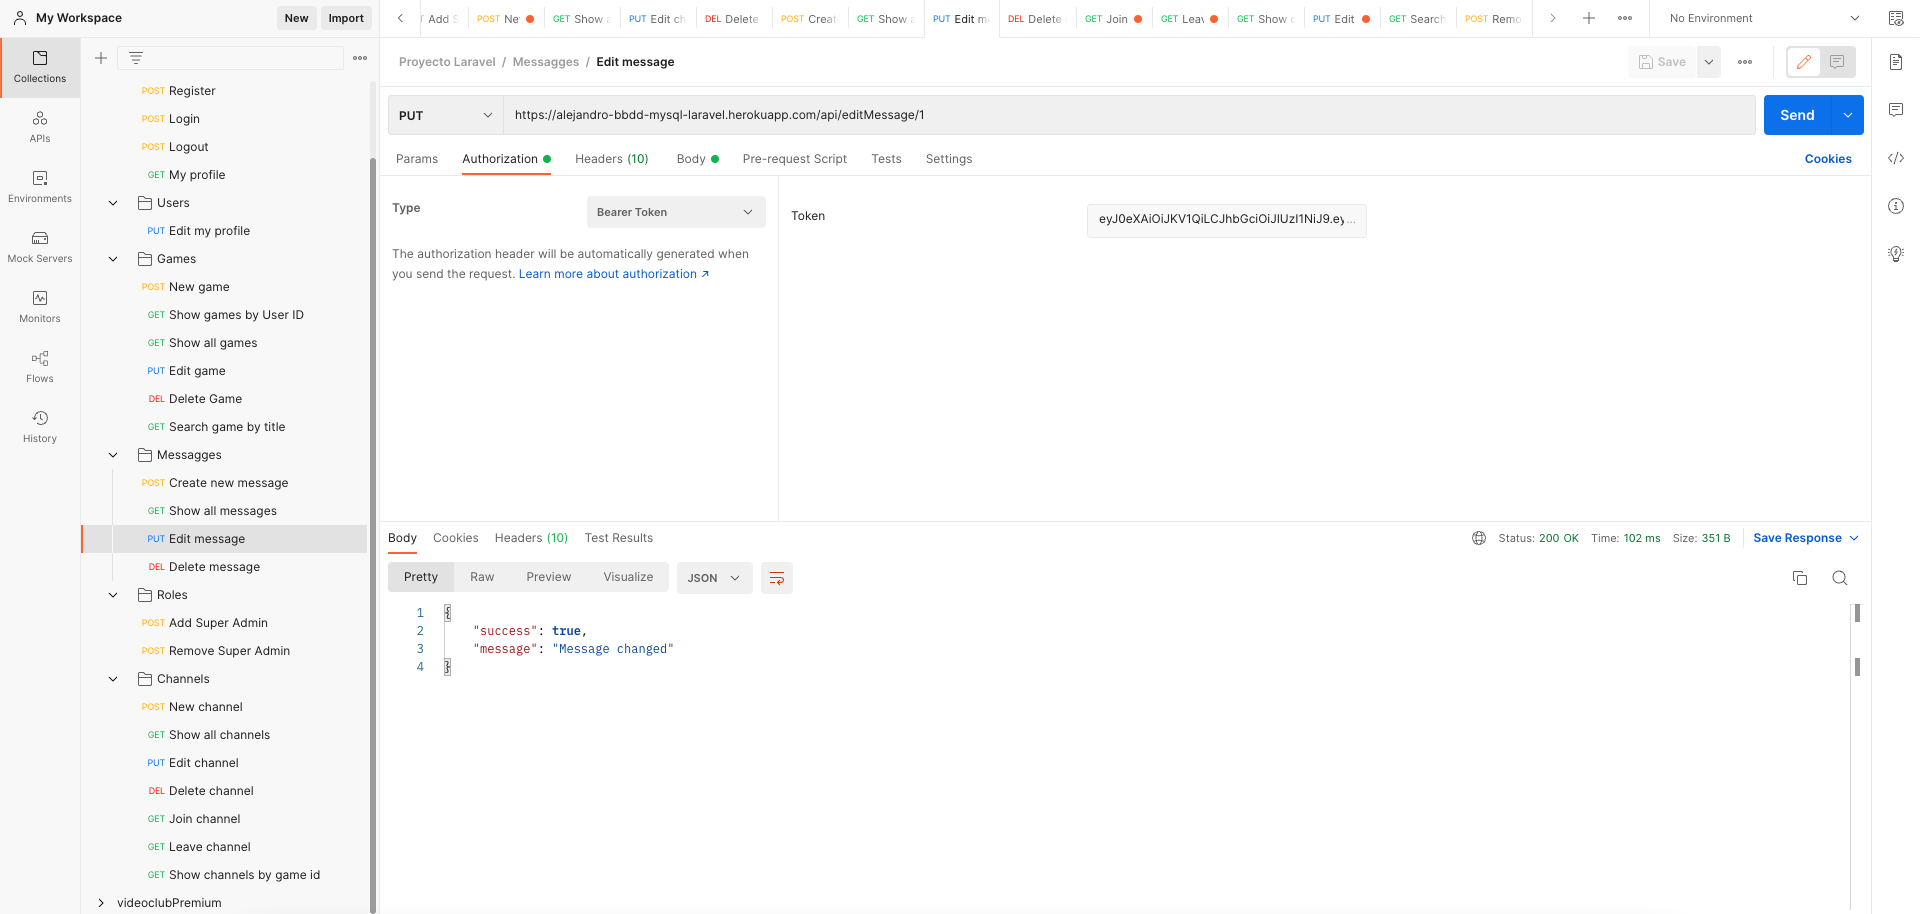 My Workspace
New
Import
Collections
APIs
Environments
Mock Servers
Monitors
Flows
History
POST Register
POST Login
POST Logout
GET My profile
Users
PUT Edit my profile
Games
POST New game
GET Show games by User ID
GET Show all games
PUT Edit game
DEL Delete Game
GET Search game by title
Messagges
POST Create new message
GET Show all messages
PUT Edit message
DEL Delete message
Roles
POST Add Super Admin
POST Remove Super Admin
Channels
POST New channel
GET Show all channels
PUT Edit channel
DEL Delete channel
GET Join channel
GET Leave channel
GET Show channels by game id
videoclubPremium
Add S POST Ne GET Show a PUT Edit ch DEL Delete POST Creat GET Show a PUT Edit m DEL Delete GET Join GET Lea GET Show PUT Edit GET Search POST Remo
No Environment
Proyecto Laravel / Messagges / Edit message
Save
PUT
https://alejandro-bbdd-mysql-laravel.herokuapp.com/api/editMessage/1
Send
Params Authorization Headers (10) Body Pre-request Script Tests Settings
Cookies
Type
Bearer Token
The authorization header will be automatically generated when
you send the request. Learn more about authorization ↗
Token
eyJ0eXAiOiJKV1QiLCJhbGciOiJIUzI1NiJ9.ey...
Body Cookies Headers (10) Test Results
Status: 200 OK Time: 102 ms Size: 351 B
Save Response
Pretty Raw Preview Visualize
JSON
1 {
2 "success": true,
3 "message": "Message changed"
4 }